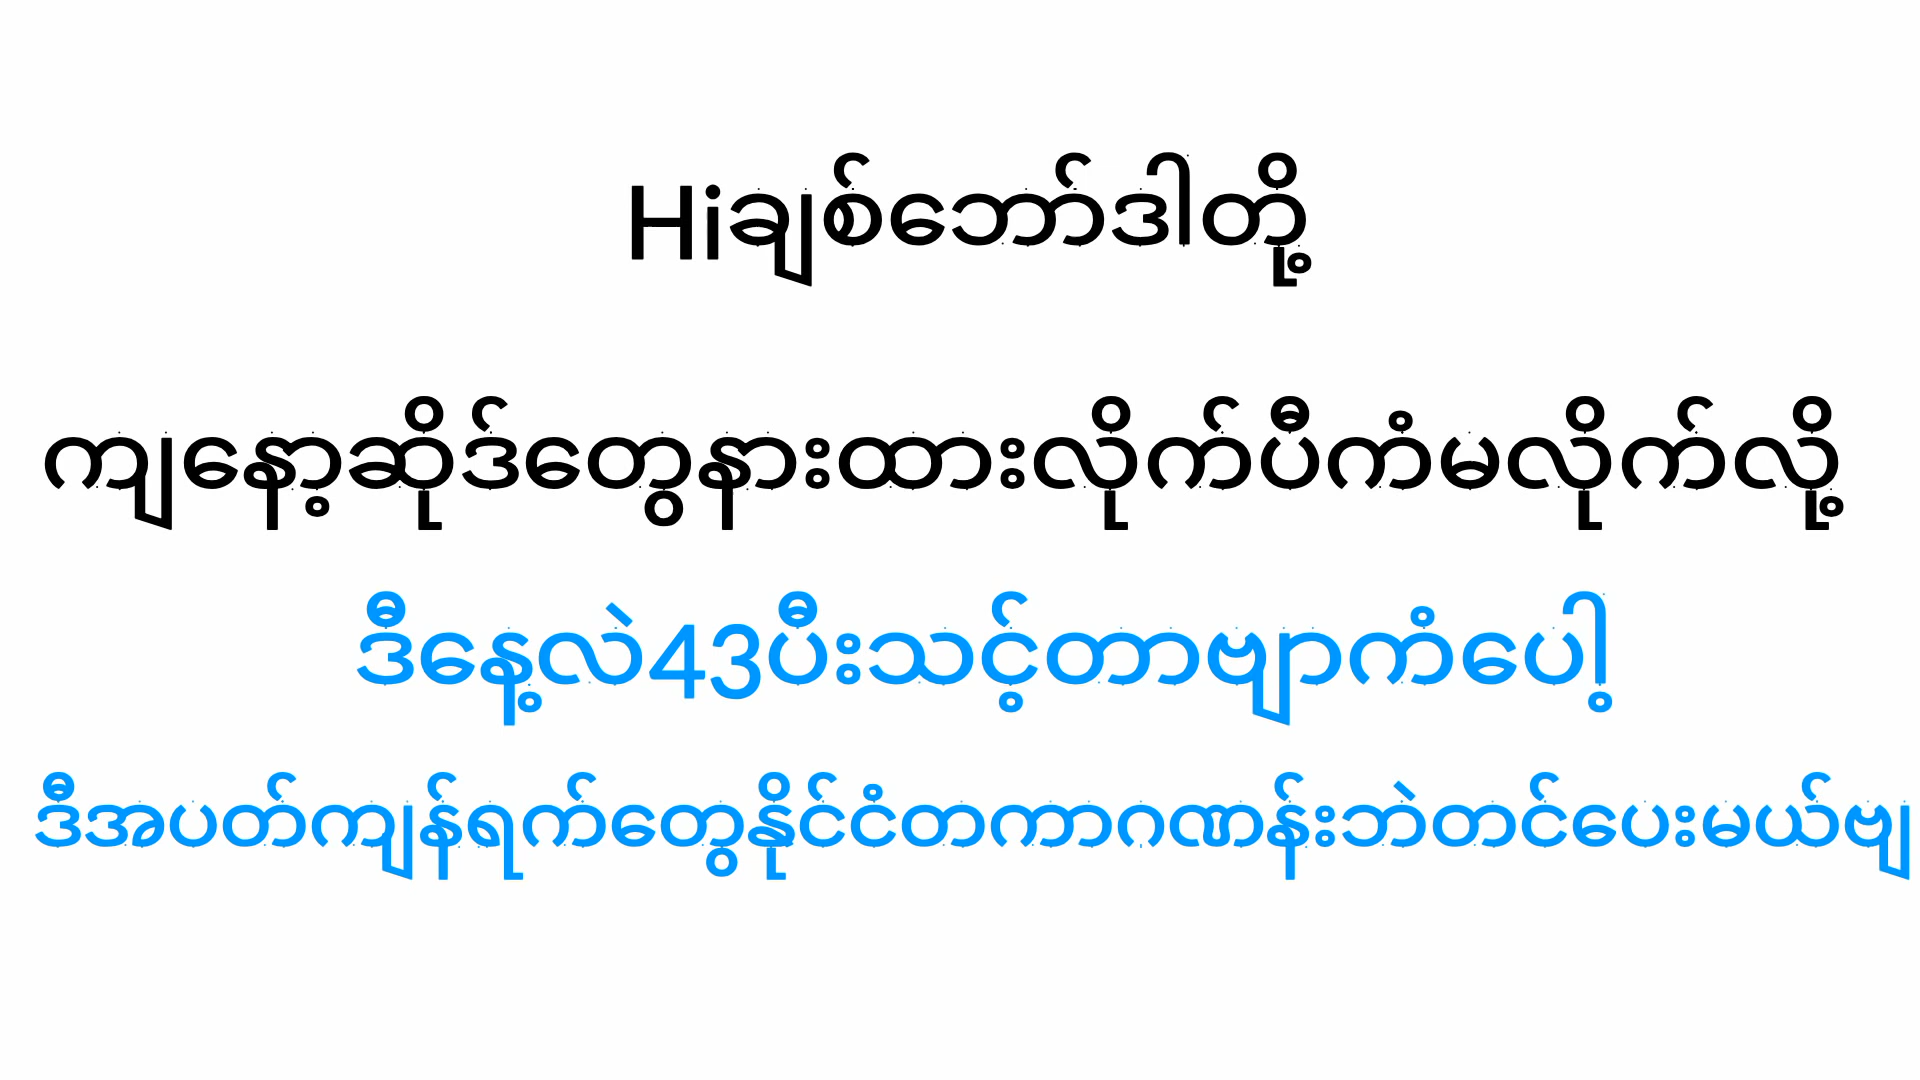 Hiချစ်ဘော်ဒါတို့
ကျနော့ဆိုဒ်တွေနားထားလိုက်ပီကံမလိုက်လို့
ဒီနေ့လဲ43ပီးသင့်တာဗျာကံပေါ့
ဒီအပတ်ကျန်ရက်တွေနိုင်ငံတကာဂဏန်းဘဲတင်ပေးမယ်ဗျ